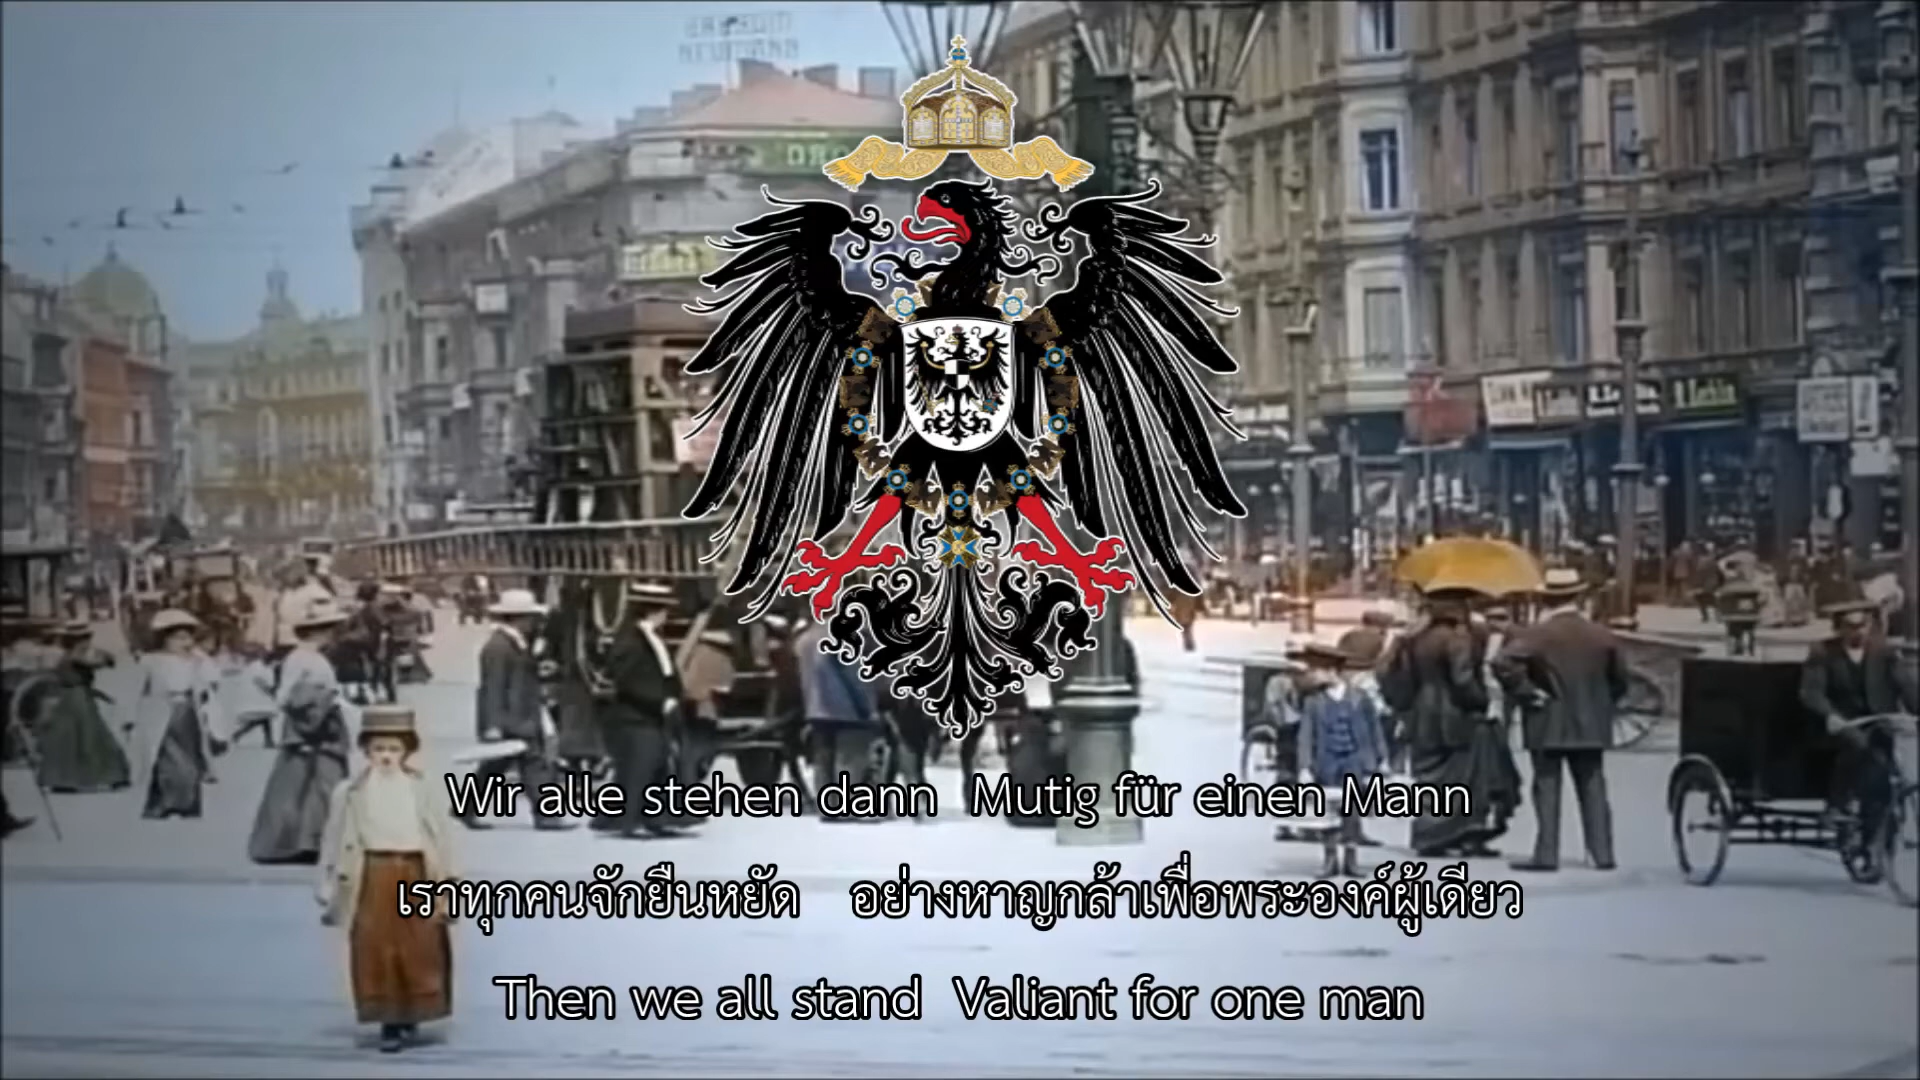 Wir alle stehen dann Mutig für einen Mann
เราทุกคนจักยืนหยัด อย่างหาญกล้าเพื่อพระองค์ผู้เดียว
Then we all stand Valiant for one man